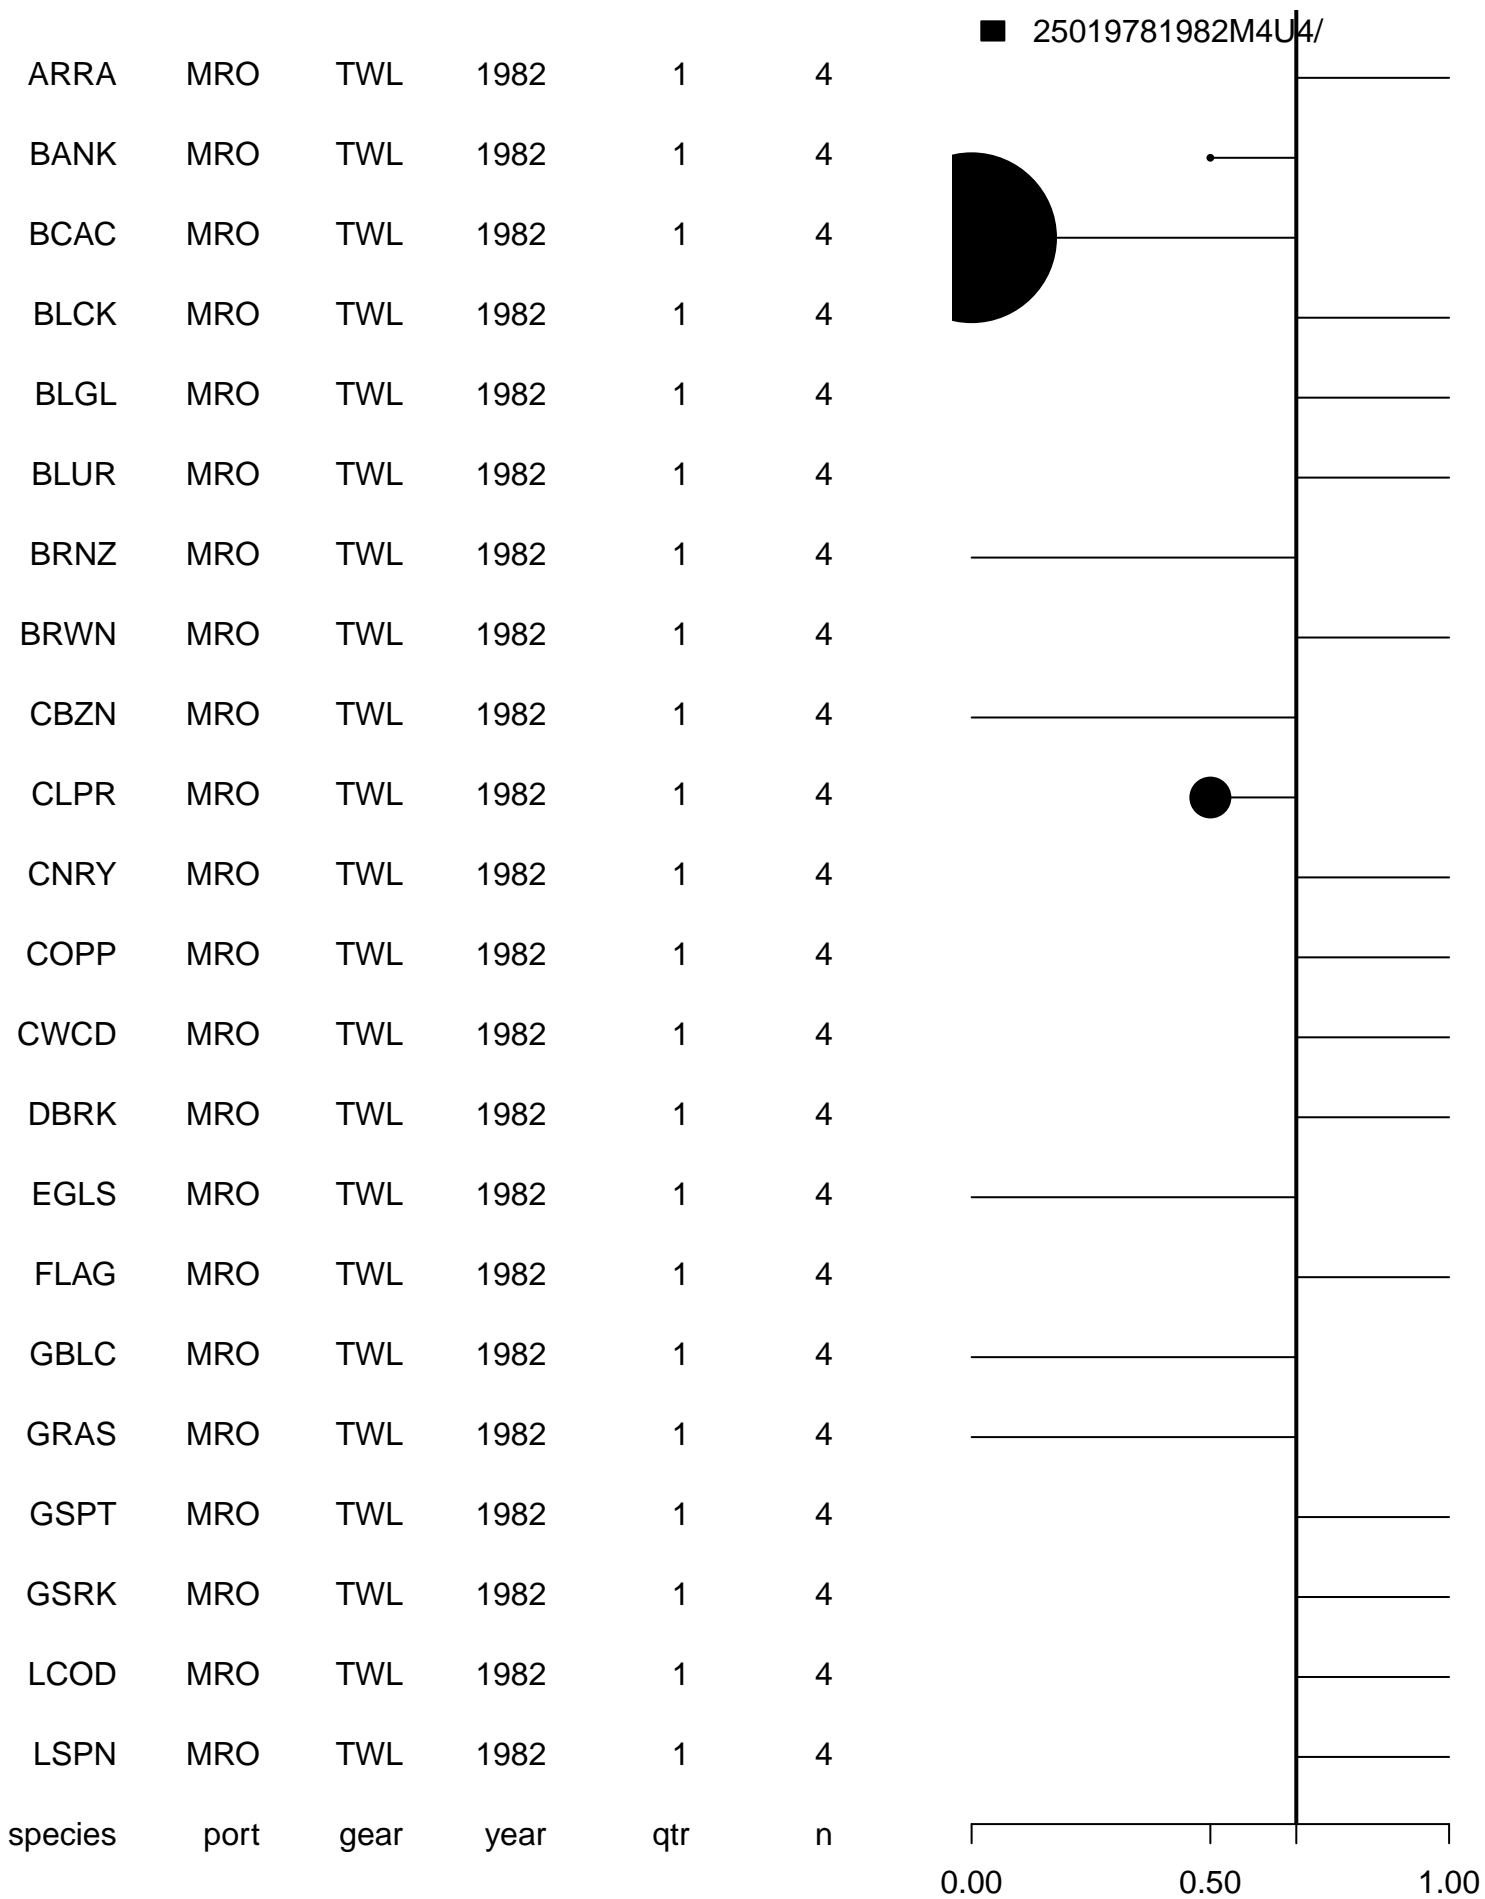 25019781982M4U4/
ARRA MRO TWL 1982 1 4
BANK MRO TWL 1982 1 4
BCAC MRO TWL 1982 1 4
BLCK MRO TWL 1982 1 4
BLGL MRO TWL 1982 1 4
BLUR MRO TWL 1982 1 4
BRNZ MRO TWL 1982 1 4
BRWN MRO TWL 1982 1 4
CBZN MRO TWL 1982 1 4
CLPR MRO TWL 1982 1 4
CNRY MRO TWL 1982 1 4
COPP MRO TWL 1982 1 4
CWCD MRO TWL 1982 1 4
DBRK MRO TWL 1982 1 4
EGLS MRO TWL 1982 1 4
FLAG MRO TWL 1982 1 4
GBLC MRO TWL 1982 1 4
GRAS MRO TWL 1982 1 4
GSPT MRO TWL 1982 1 4
GSRK MRO TWL 1982 1 4
LCOD MRO TWL 1982 1 4
LSPN MRO TWL 1982 1 4
species port gear year qtr n
0.00 0.50 1.00